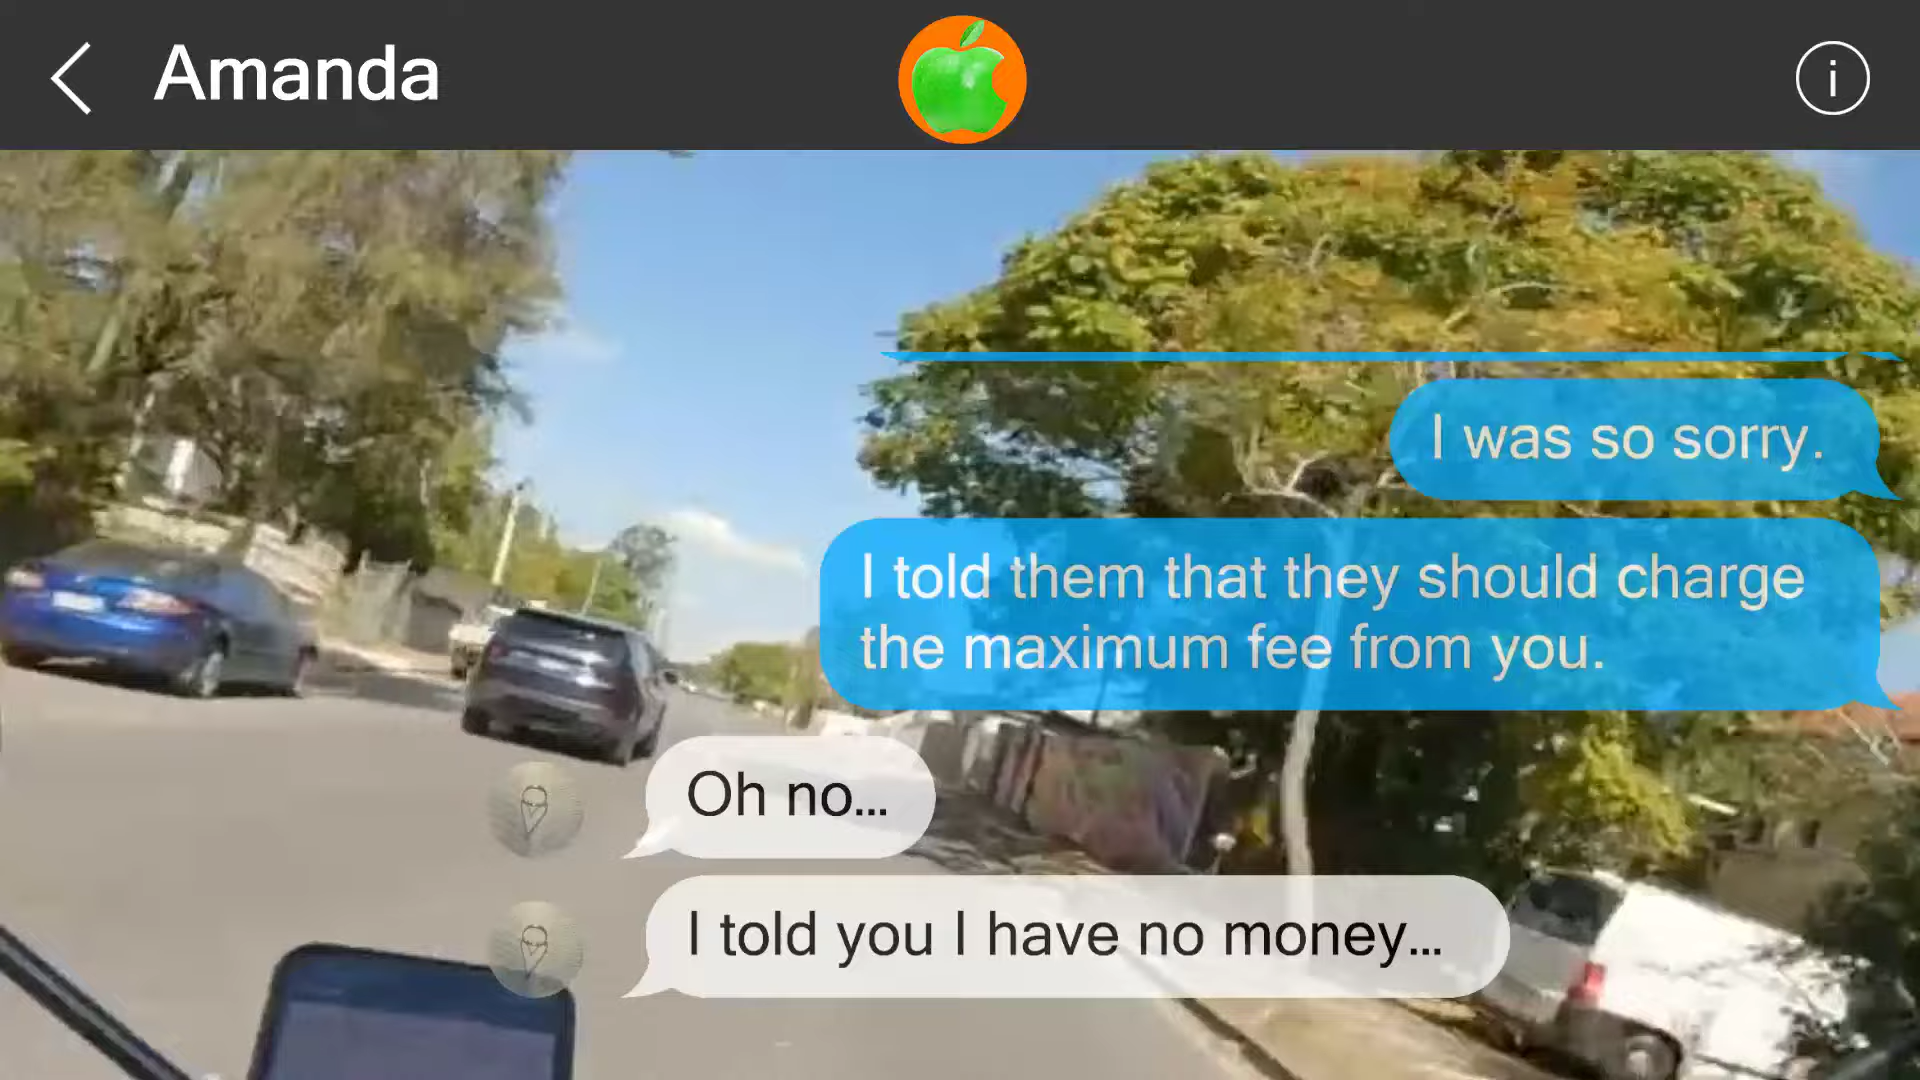 Amanda
i
I was so sorry.
I told them that they should charge
the maximum fee from you.
Oh no...
I told you I have no money...